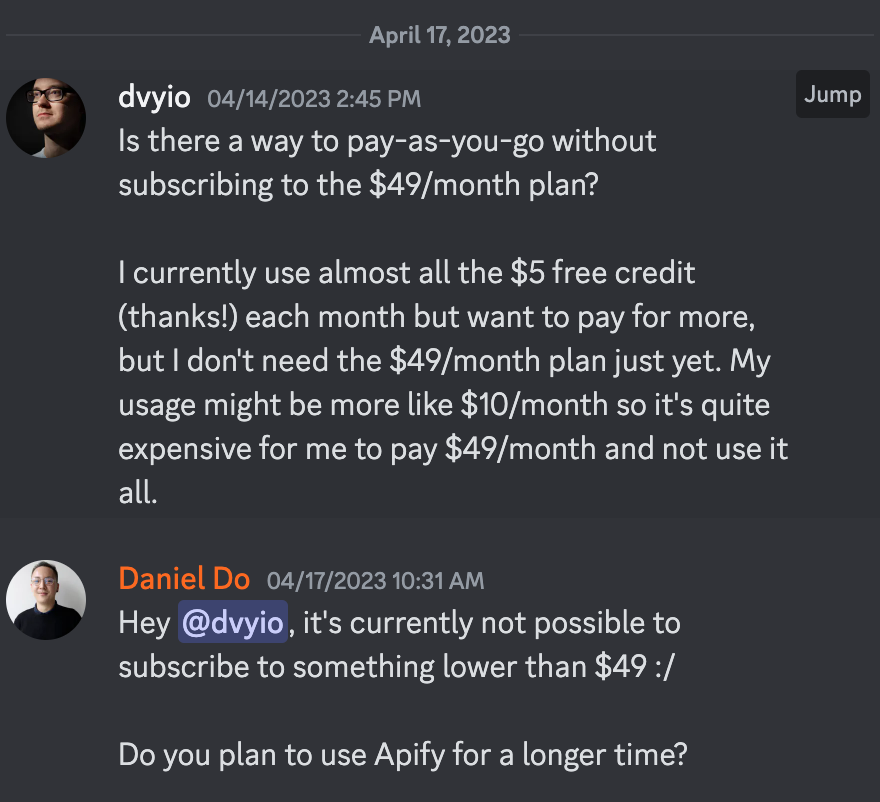 April 17, 2023
dvyio 04/14/2023 2:45 PM
Jump
Is there a way to pay-as-you-go without
subscribing to the $49/month plan?
I currently use almost all the $5 free credit
(thanks!) each month but want to pay for more,
but I don't need the $49/month plan just yet. My
usage might be more like $10/month so it's quite
expensive for me to pay $49/month and not use it
all.
Daniel Do 04/17/2023 10:31 AM
Hey @dvyio, it's currently not possible to
subscribe to something lower than $49 :/
Do you plan to use Apify for a longer time?